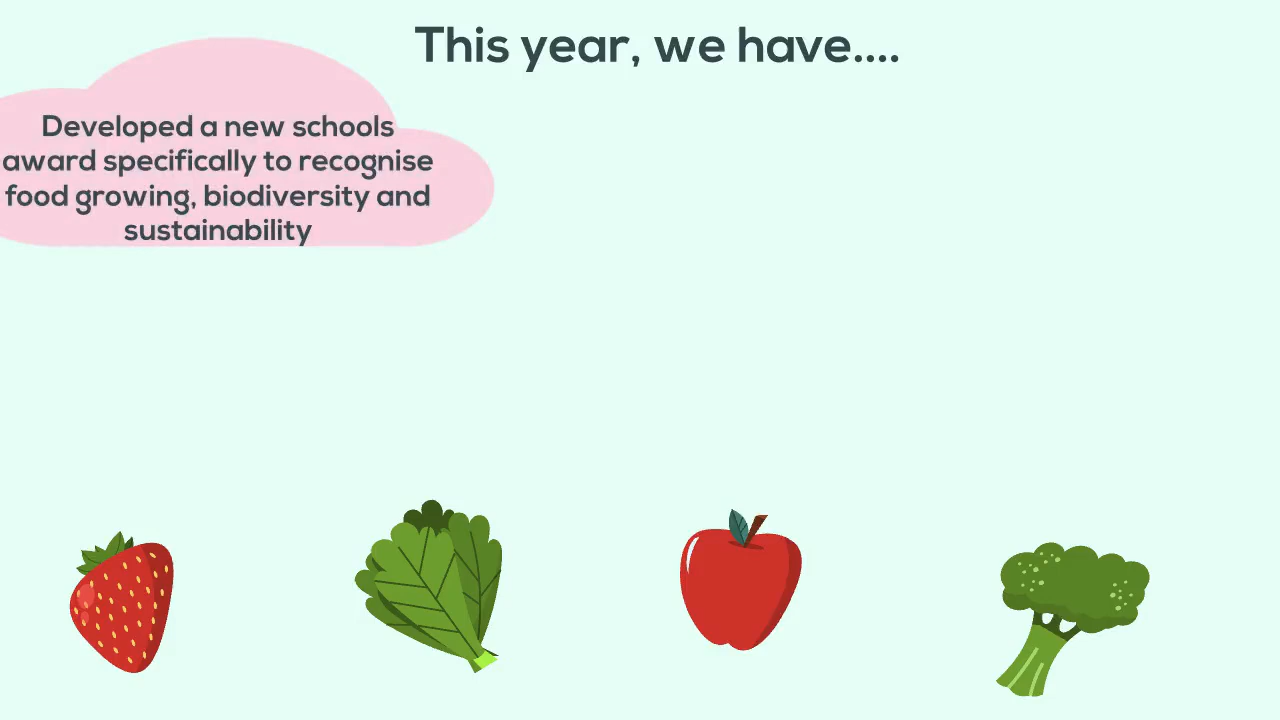 This year, we have....
Developed a new schools
award specifically to recognise
food growing, biodiversity and
sustainability